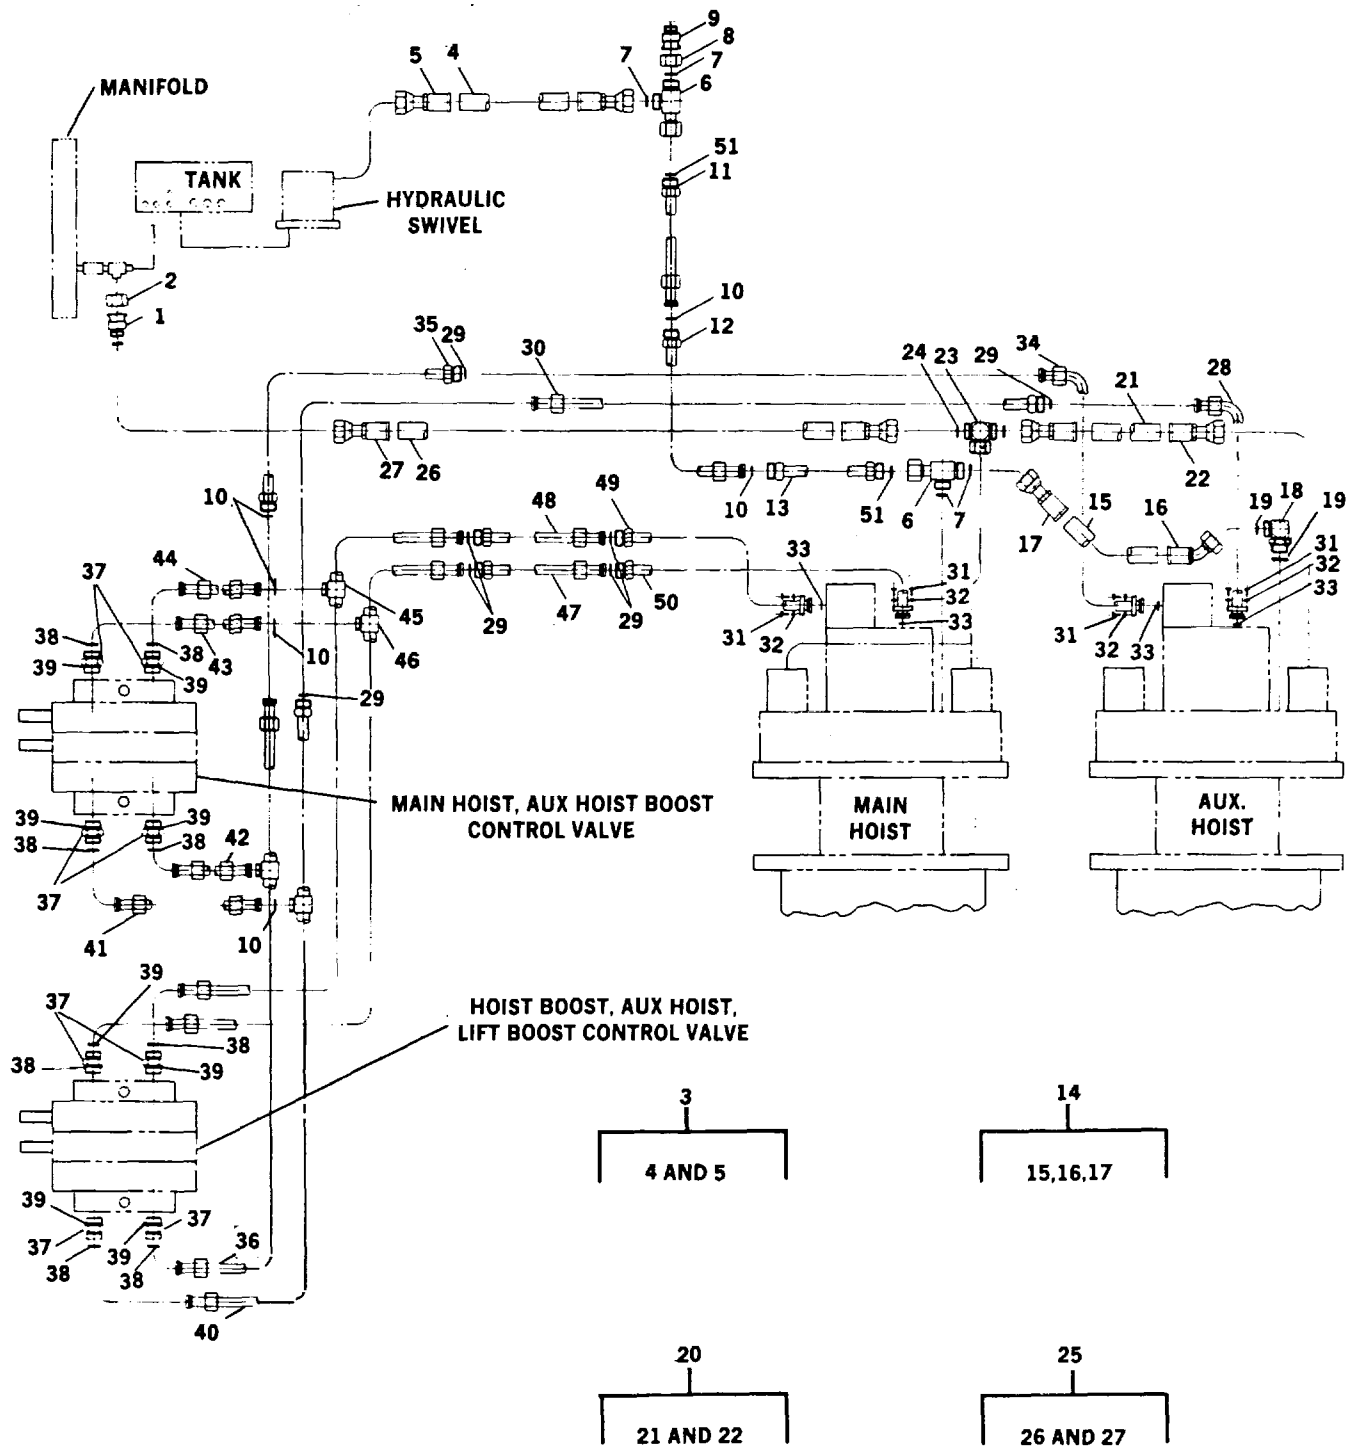 9
8
5 4 7 7
6
MANIFOLD
51
11
TANK
HYDRAULIC
SWIVEL
2
10
1
12
35 29 30 24 23 29 34 28
21
27 26 22
10 49
48 10 13 51 6 7 15 16 19 18 19
17
44 33 31
37 31 32
32 33
38 38 45 47 29 29 50 31 32 33 31 32 33
39 39 43 10 46
29
MAIN HOIST, AUX HOIST BOOST
CONTROL VALVE
MAIN
HOIST
AUX.
HOIST
39 39 42
38 38
37
41 10
39
37
HOIST BOOST, AUX HOIST,
LIFT BOOST CONTROL VALVE
38
38 39
3
4 AND 5
14
15,16,17
39 37
37 39 36
38 38
40
20
21 AND 22
25
26 AND 27